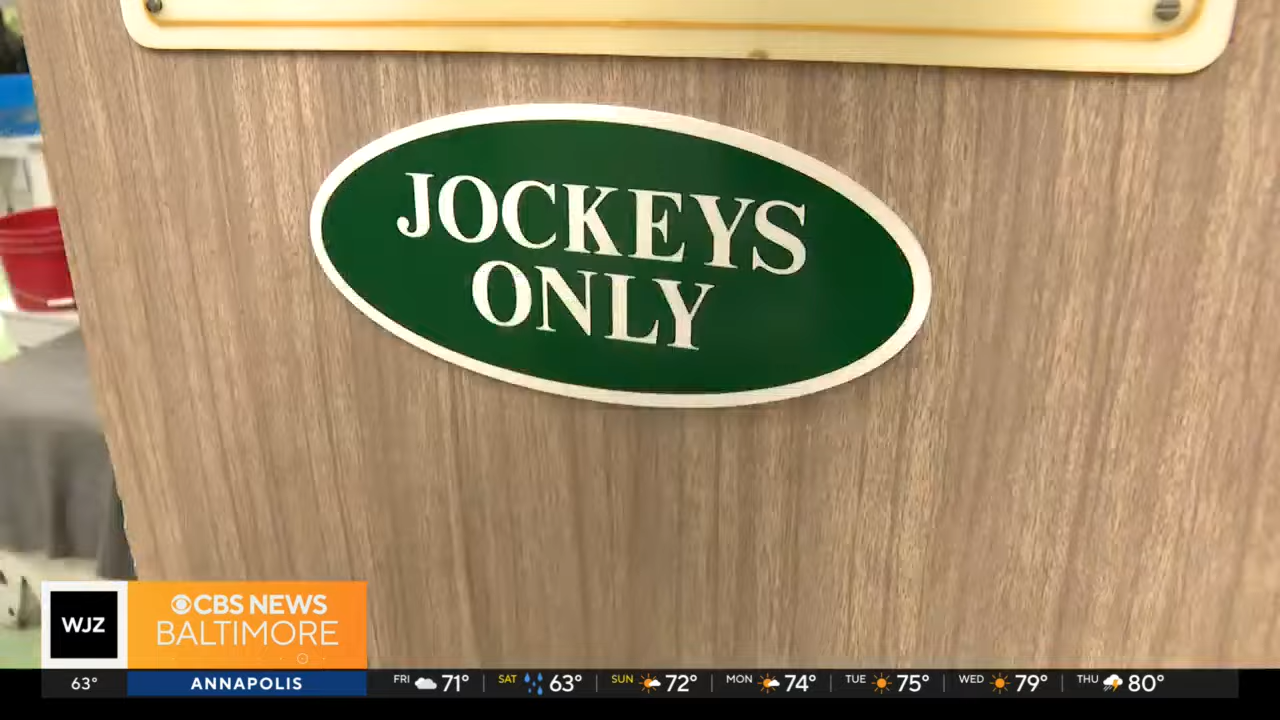 JOCKEYS
ONLY
WJZ
CBS NEWS
BALTIMORE
63° ANNAPOLIS FRI 71° SAT 63° SUN 72° MON 74° TUE 75° WED 79° THU 80°